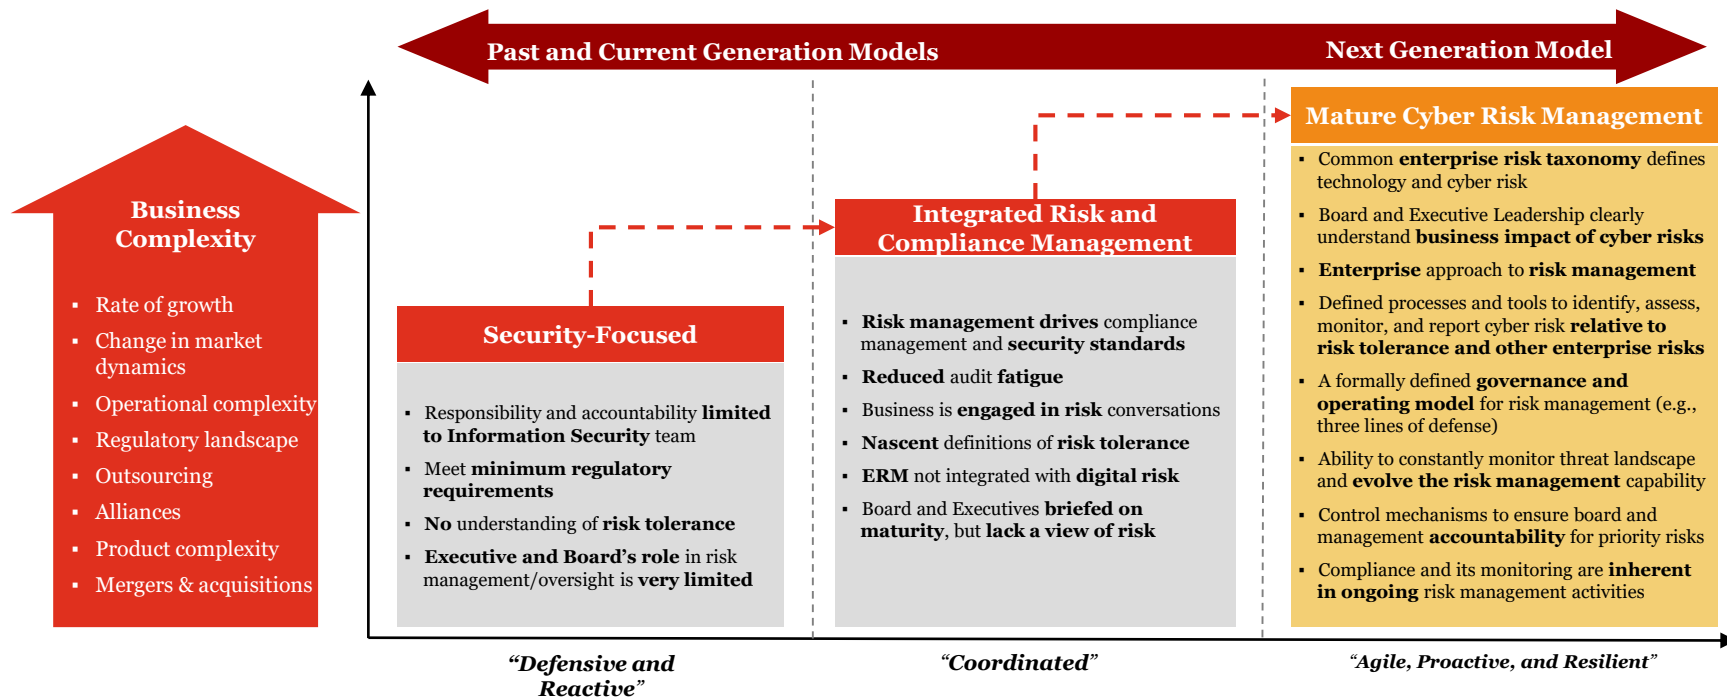 Past and Current Generation Models
Next Generation Model
Business
Complexity
▪ Rate of growth
▪ Change in market
dynamics
▪ Operational complexity
▪ Regulatory landscape
▪ Outsourcing
▪ Alliances
▪ Product complexity
▪ Mergers & acquisitions
Security-Focused
▪ Responsibility and accountability limited
to Information Security team
▪ Meet minimum regulatory
requirements
▪ No understanding of risk tolerance
▪ Executive and Board’s role in risk
management/oversight is very limited
Integrated Risk and
Compliance Management
▪ Risk management drives compliance
management and security standards
▪ Reduced audit fatigue
▪ Business is engaged in risk conversations
▪ Nascent definitions of risk tolerance
▪ ERM not integrated with digital risk
▪ Board and Executives briefed on
maturity, but lack a view of risk
Mature Cyber Risk Management
▪ Common enterprise risk taxonomy defines
technology and cyber risk
▪ Board and Executive Leadership clearly
understand business impact of cyber risks
▪ Enterprise approach to risk management
▪ Defined processes and tools to identify, assess,
monitor, and report cyber risk relative to
risk tolerance and other enterprise risks
▪ A formally defined governance and
operating model for risk management (e.g.,
three lines of defense)
▪ Ability to constantly monitor threat landscape
and evolve the risk management capability
▪ Control mechanisms to ensure board and
management accountability for priority risks
▪ Compliance and its monitoring are inherent
in ongoing risk management activities
“Defensive and
Reactive”
“Coordinated”
“Agile, Proactive, and Resilient”